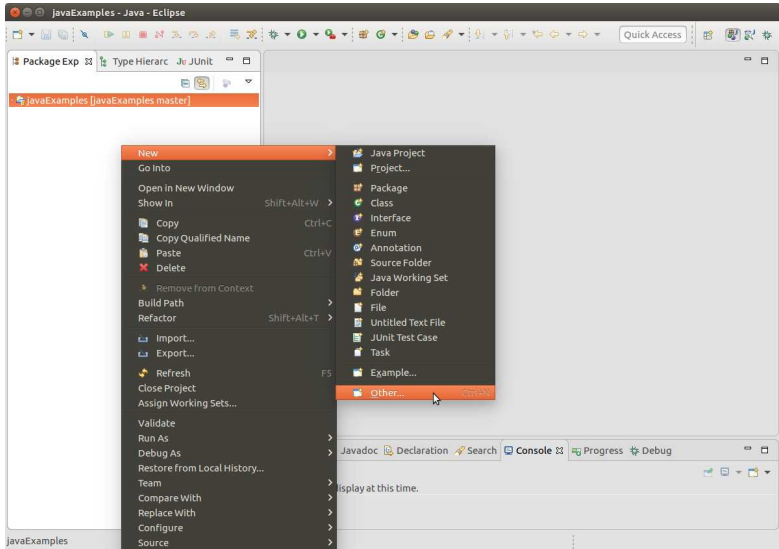 javaExamples - Java - Eclipse
Quick Access
Package Exp Type Hierarc JUnit
javaExamples [javaExamples master]
New
Go Into
Open in New Window
Show In Shift+Alt+W
Copy Ctrl+C
Copy Qualified Name
Paste Ctrl+V
Delete
Remove from Context
Build Path
Refactor Shift+Alt+T
Import...
Export...
Refresh F5
Close Project
Assign Working Sets...
Validate
Run As
Debug As
Restore from Local History...
Team
Compare With
Replace With
Configure
Source
Java Project
Project...
Package
Class
Interface
Enum
Annotation
Source Folder
Java Working Set
Folder
File
Untitled Text File
JUnit Test Case
Task
Example...
Other... Ctrl+N
Javadoc Declaration Search Console Progress Debug
display at this time.
javaExamples